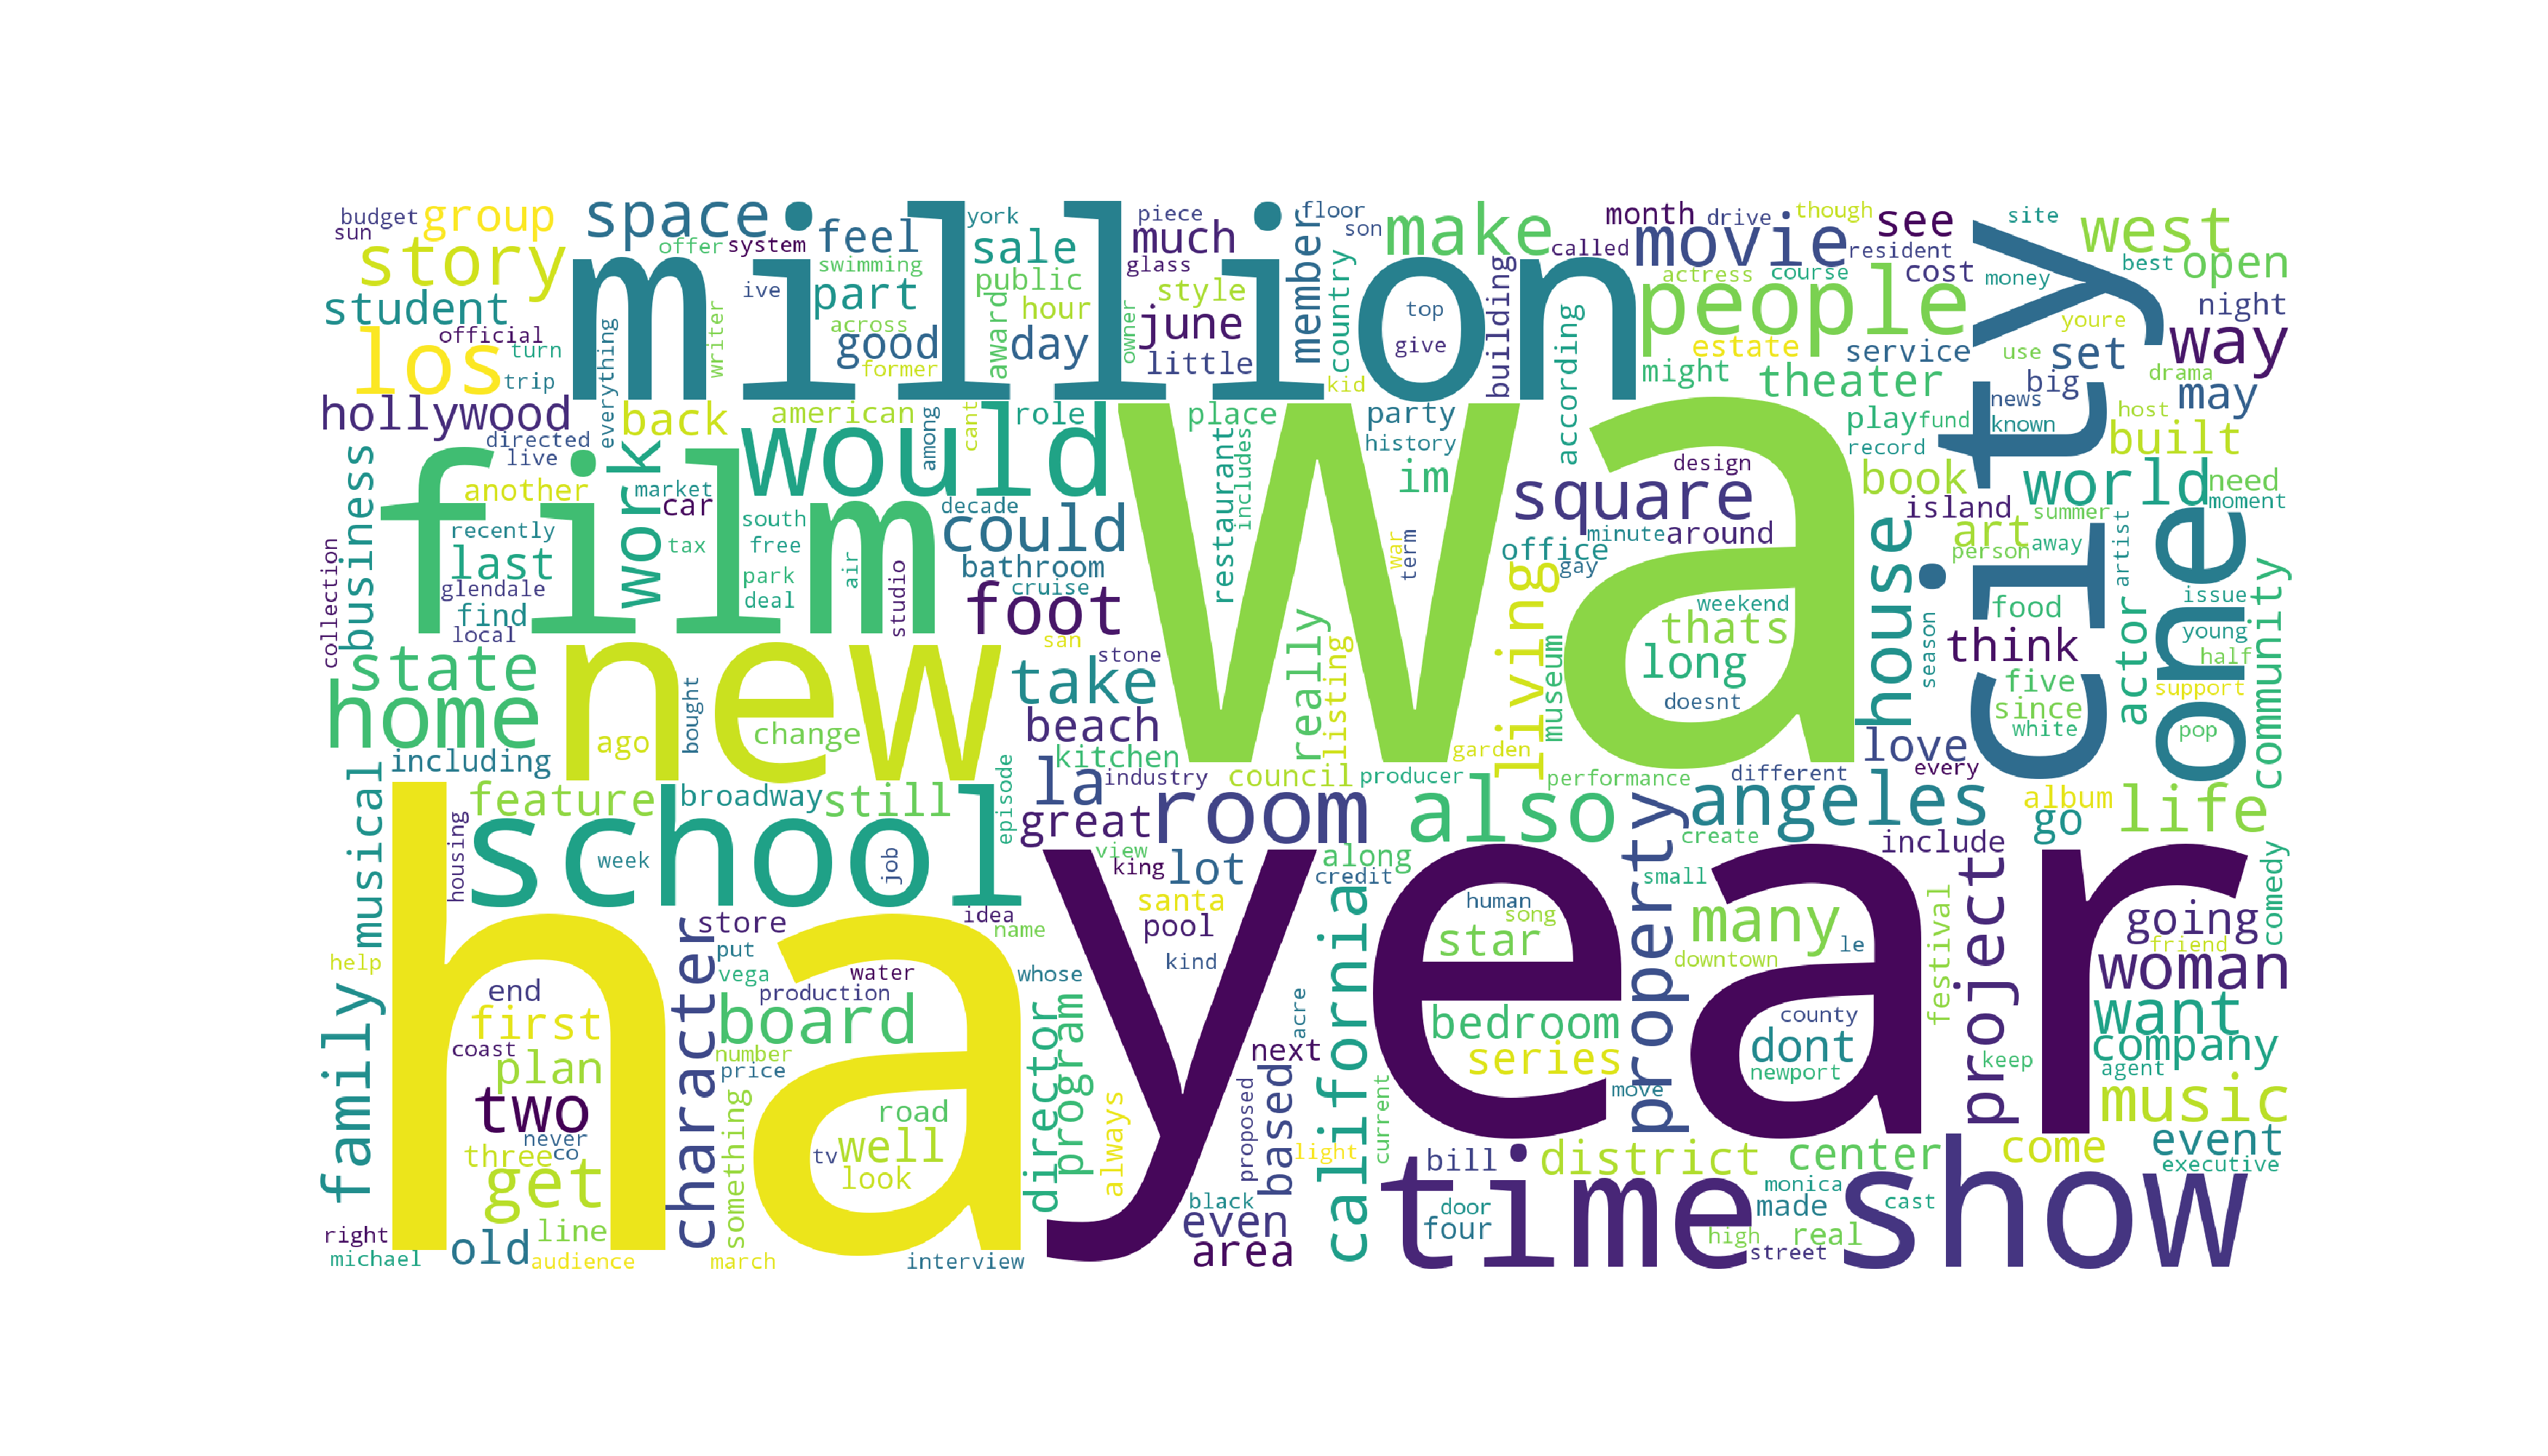 budget
group
space
york
piece
floor
month
drive
though
see
site
west
sun
story
offer
system
feel
sale
much
member
son
make
called
movie
resident
people
actress
course
cost
money
best
open
million
swimming
public
glass
country
building
city
night
student
ive
part
award
hour
style
top
youre
official
across
good
day
june
owner
according
estate
service
use
set
way
los
turn
everything
writer
former
little
give
might
theater
big
drama
trip
kid
may
hollywood
back
american
role
place
party
play
fund
news
host
known
built
directed
would
among
cant
restaurant
includes
history
record
live
film
work
wa
im
design
book
world
need
business
another
market
car
decade
square
island
moment
recently
south
could
minute
around
art
summer
last
tax
free
air
bathroom
war
term
office
gay
person
away
artist
one
collection
glendale
park
cruise
house
find
deal
studio
foot
weekend
food
issue
local
san
really
living
thats
season
think
actor
young
community
state
new
stone
listing
museum
long
five
half
home
take
doesnt
since
support
bought
beach
white
pop
ago
change
kitchen
garden
love
including
la
industry
council
producer
performance
different
every
musical
feature
broadway
still
episode
room
also
property
angeles
album
life
school
great
create
go
include
housing
week
job
view
along
year
comedy
king
lot
credit
small
project
ha
santa
california
human
song
many
festival
going
character
store
idea
name
pool
star
le
friend
help
put
kind
downtown
woman
vega
water
whose
family
end
production
acre
first
board
director
program
bedroom
county
want
coast
number
next
series
dont
keep
company
plan
price
based
current
newport
agent
two
something
road
always
proposed
move
music
never
well
light
bill
district
center
come
event
three
co
tv
look
time
show
executive
get
black
door
monica
made
cast
right
old
line
even
four
high
real
michael
audience
march
interview
area
street